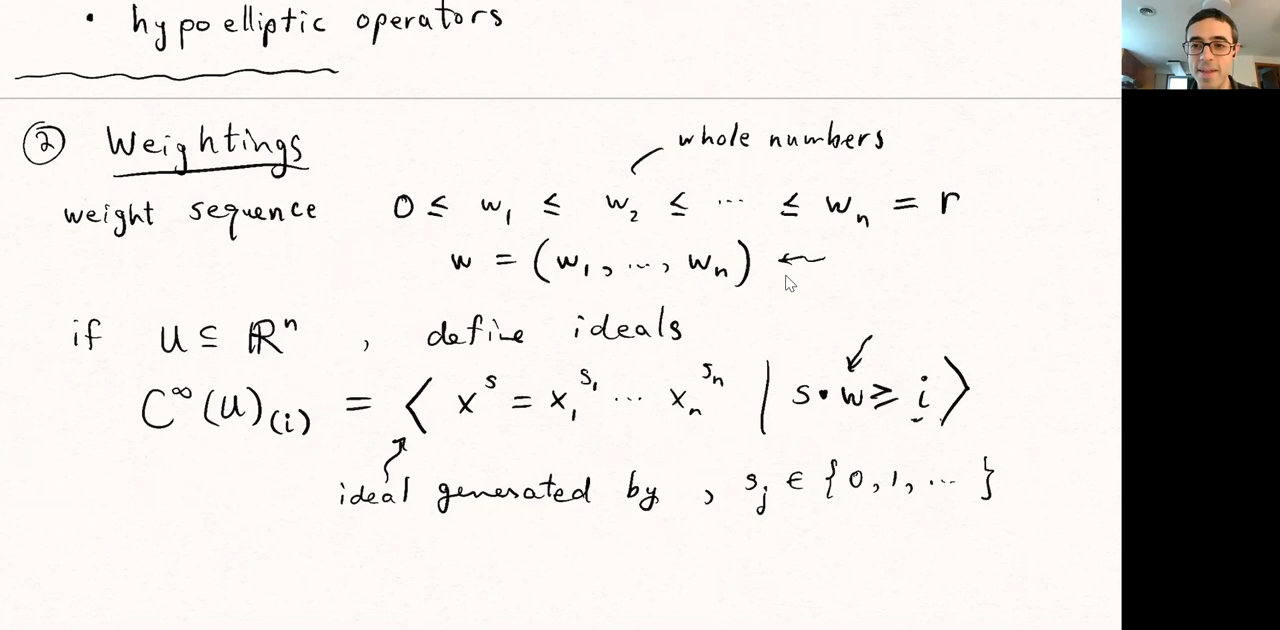 • hypoelliptic operators
② Weightings
whole numbers
weight sequence 0 ≤ w₁ ≤ w₂ ≤ ... ≤ wₙ = r
w = (w₁, ..., wₙ) ←
if U ⊆ ℝⁿ , define ideals
C^∞(U)_(i) = ⟨ x^s = x₁^{s₁} ... xₙ^{sₙ} | s • w ≥ i ⟩
ideal generated by , s_j ∈ {0, 1, ... }